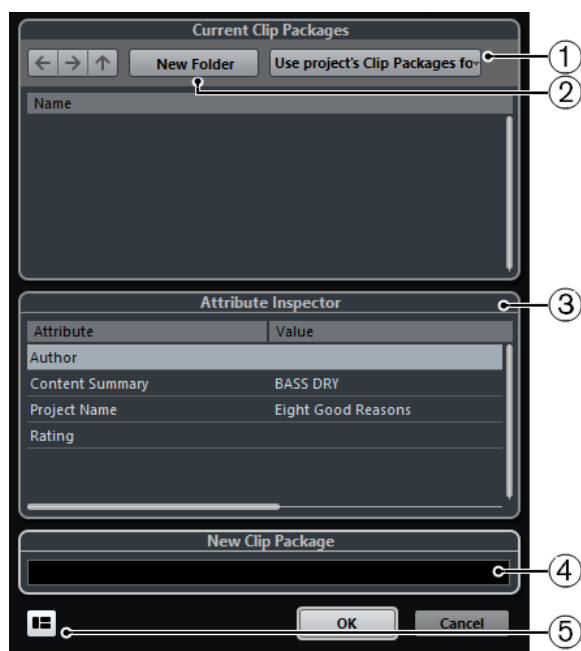 Current Clip Packages
New Folder
Use project's Clip Packages fo
①
②
Name
Attribute Inspector
③
Attribute Value
Author
Content Summary BASS DRY
Project Name Eight Good Reasons
Rating
New Clip Package
④
OK Cancel
⑤